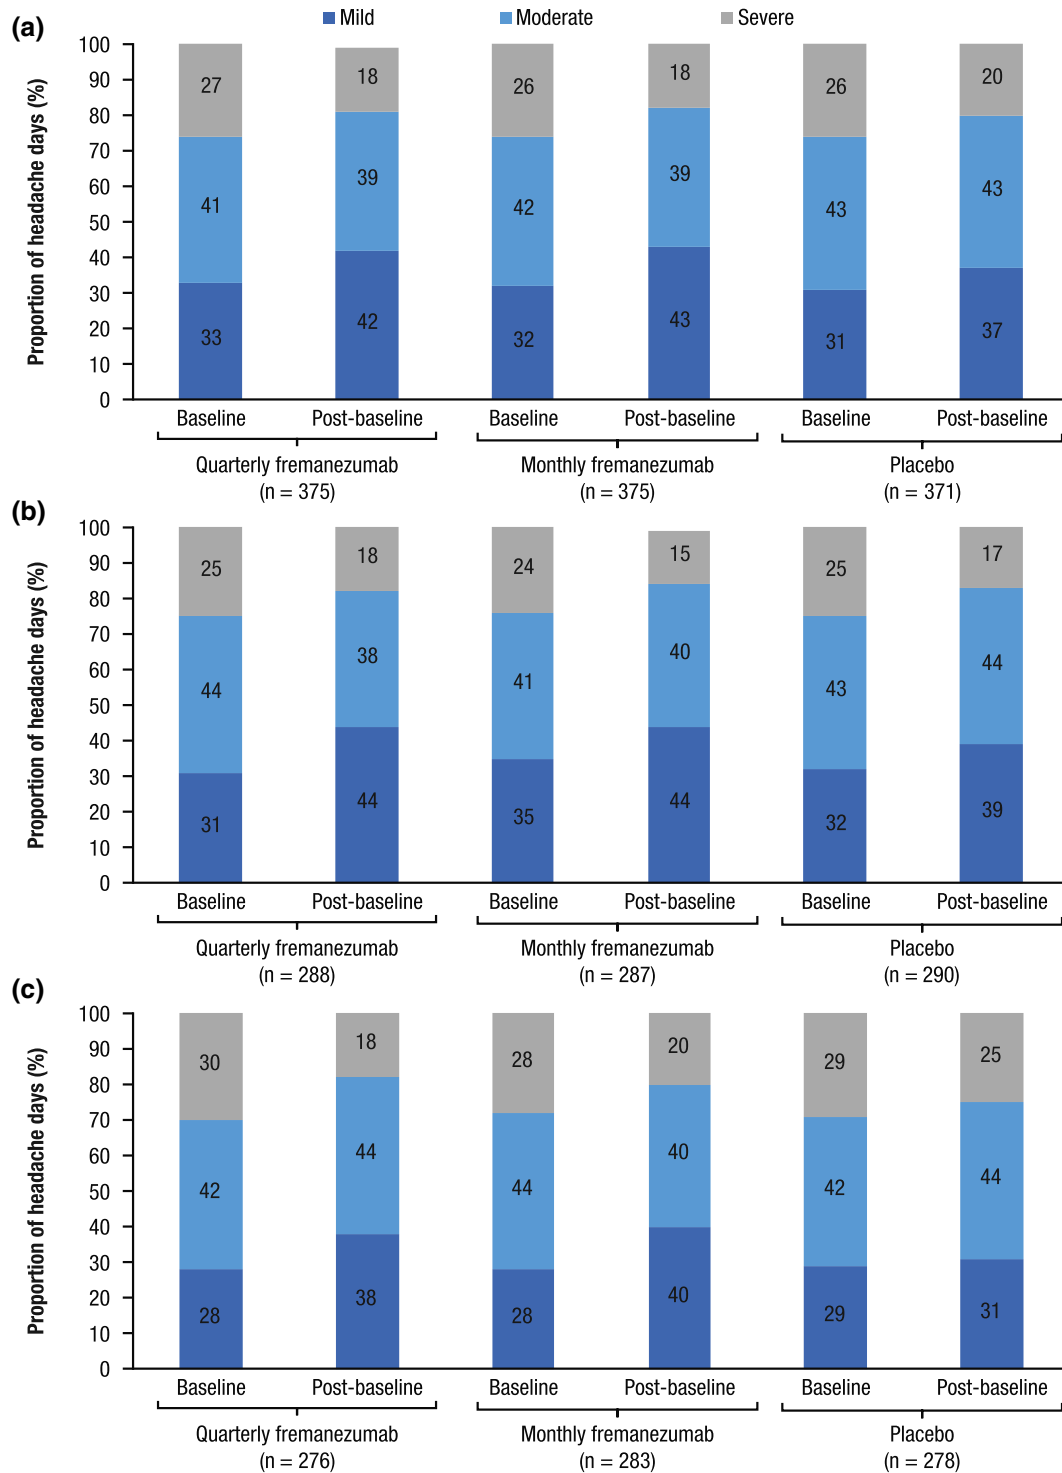 (a)
Mild Moderate Severe
Proportion of headache days (%)
100
90
80
70
60
50
40
30
20
10
0
27 18 26 18 26 20
41 39 42 39 43 43
33 42 32 43 31 37
Baseline Post-baseline Baseline Post-baseline Baseline Post-baseline
Quarterly fremanezumab Monthly fremanezumab Placebo
(n = 375) (n = 375) (n = 371)
(b)
Proportion of headache days (%)
100
90
80
70
60
50
40
30
20
10
0
25 18 24 15 25 17
44 38 41 40 43 44
31 44 35 44 32 39
Baseline Post-baseline Baseline Post-baseline Baseline Post-baseline
Quarterly fremanezumab Monthly fremanezumab Placebo
(n = 288) (n = 287) (n = 290)
(c)
Proportion of headache days (%)
100
90
80
70
60
50
40
30
20
10
0
30 18 28 20 29 25
42 44 44 40 42 44
28 38 28 40 29 31
Baseline Post-baseline Baseline Post-baseline Baseline Post-baseline
Quarterly fremanezumab Monthly fremanezumab Placebo
(n = 276) (n = 283) (n = 278)